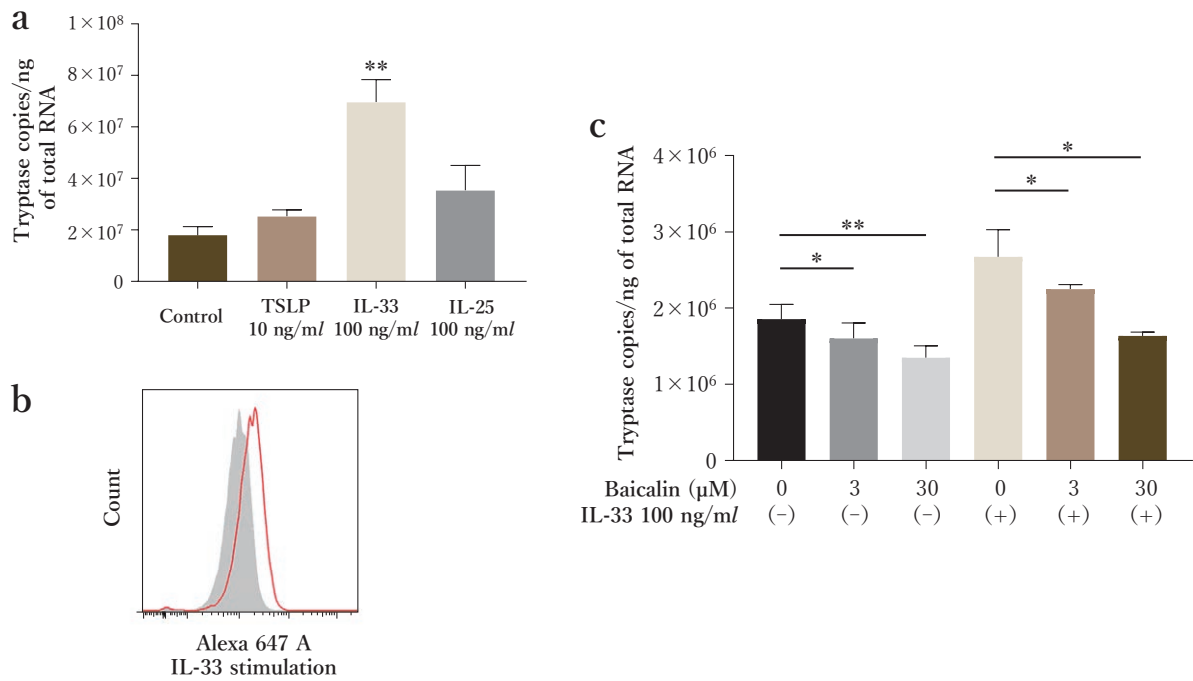 a
Tryptase copies/ng
of total RNA
1×10⁸
8×10⁷
6×10⁷
4×10⁷
2×10⁷
0
**
Control
TSLP
10 ng/ml
IL-33
100 ng/ml
IL-25
100 ng/ml
b
Count
Alexa 647 A
IL-33 stimulation
c
Tryptase copies/ng of total RNA
4×10⁶
3×10⁶
2×10⁶
1×10⁶
0
*
**
*
*
Baicalin (µM) 0 3 30 0 3 30
IL-33 100 ng/ml (−) (−) (−) (+) (+) (+)